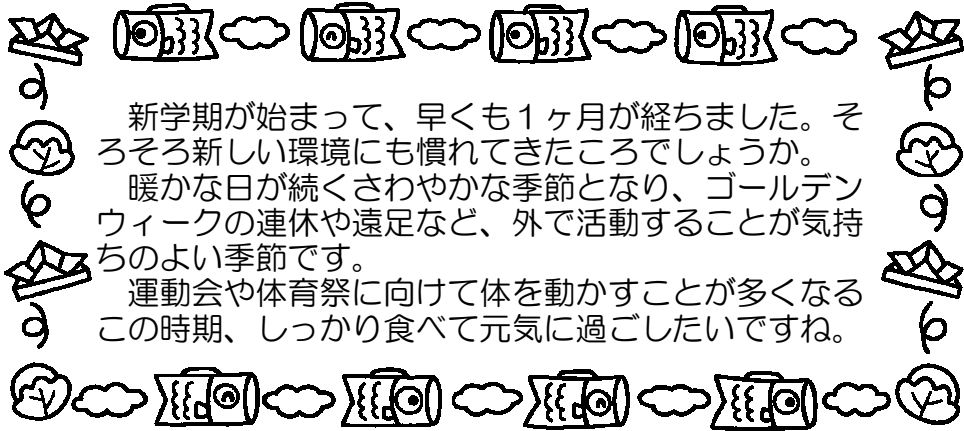 新学期が始まって、早くも１ヶ月が経ちました。そ
ろそろ新しい環境にも慣れてきたころでしょうか。
　暖かな日が続くさわやかな季節となり、ゴールデン
ウィークの連休や遠足など、外で活動することが気持
ちのよい季節です。
　運動会や体育祭に向けて体を動かすことが多くなる
この時期、しっかり食べて元気に過ごしたいですね。